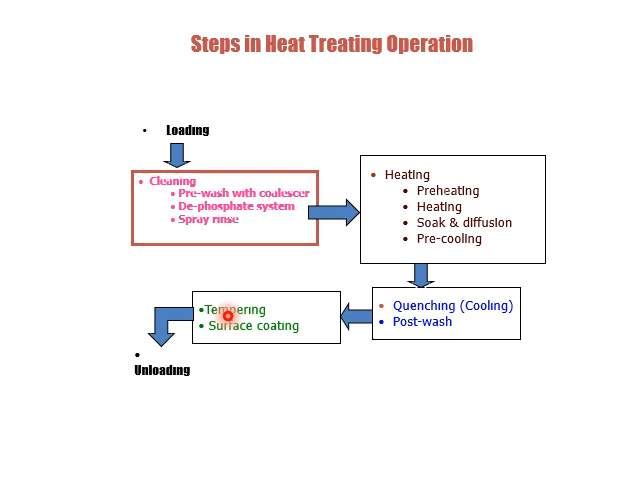 Steps in Heat Treating Operation
• Loading
• Cleaning
• Pre-wash with coalescer
• De-phosphate system
• Spray rinse
• Heating
• Preheating
• Heating
• Soak & diffusion
• Pre-cooling
• Quenching (Cooling)
• Post-wash
•Tempering
• Surface coating
•
Unloading